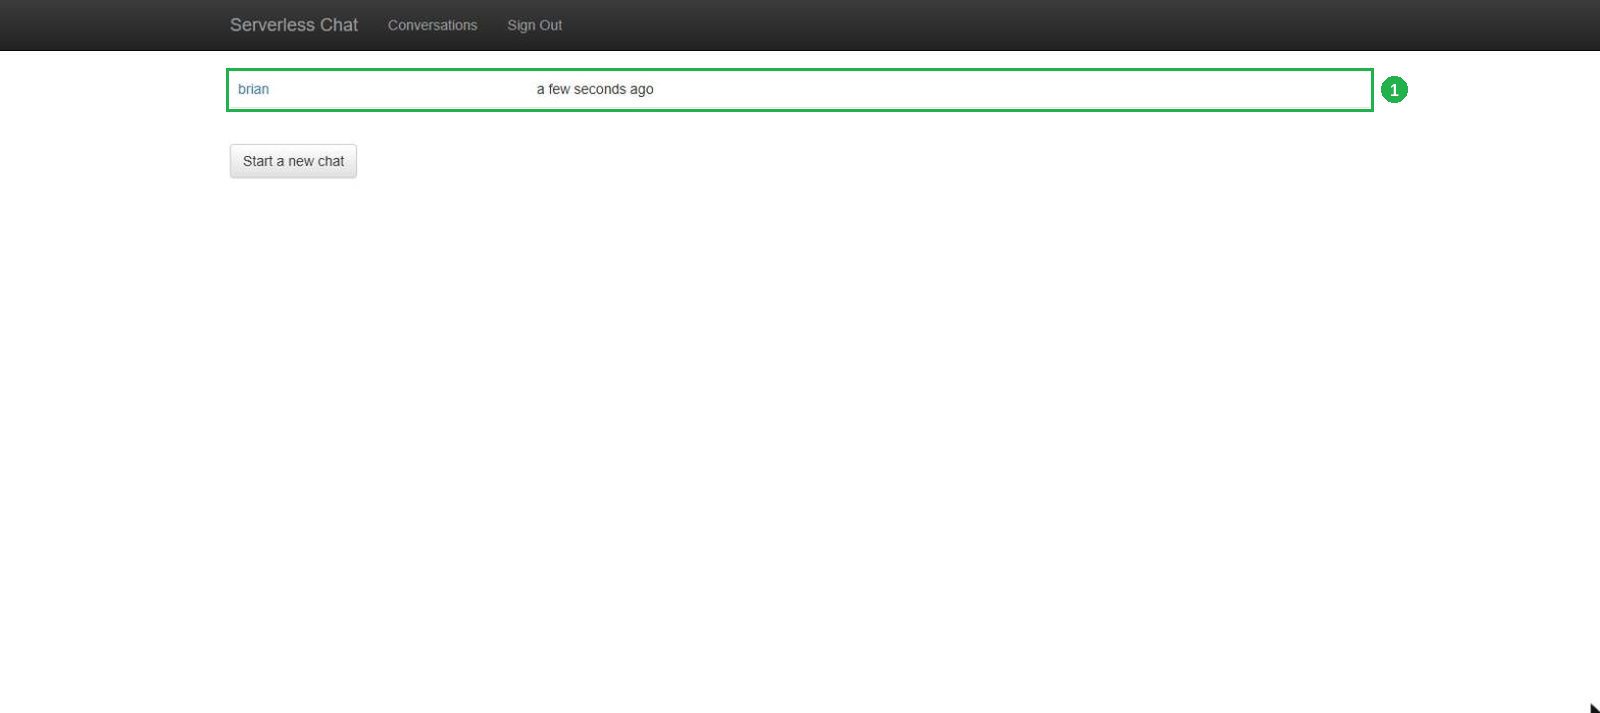 Serverless Chat Conversations Sign Out
brian a few seconds ago 1
Start a new chat